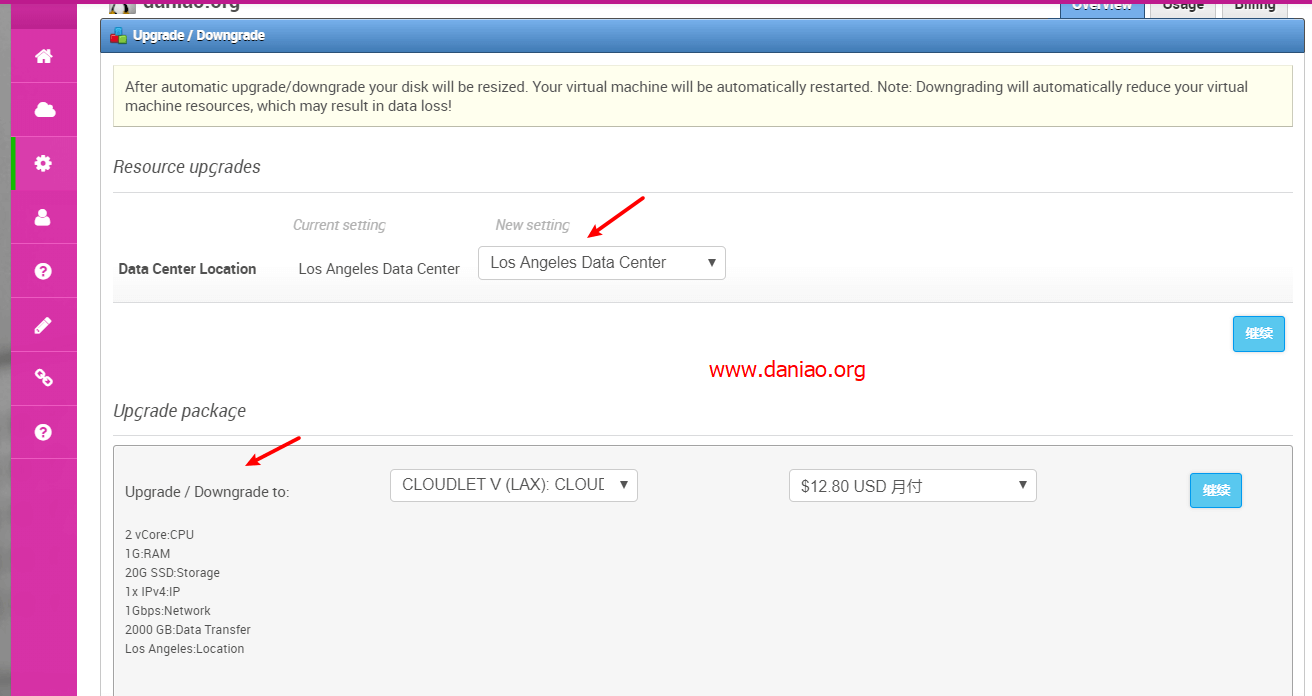 daniao.org
Overview Usage Billing
Upgrade / Downgrade
After automatic upgrade/downgrade your disk will be resized. Your virtual machine will be automatically restarted. Note: Downgrading will automatically reduce your virtual
machine resources, which may result in data loss!
Resource upgrades
Current setting New setting
Data Center Location Los Angeles Data Center Los Angeles Data Center
继续
www.daniao.org
Upgrade package
Upgrade / Downgrade to: CLOUDLET V (LAX): CLOUD $12.80 USD 月付 继续
2 vCore:CPU
1G:RAM
20G SSD:Storage
1x IPv4:IP
1Gbps:Network
2000 GB:Data Transfer
Los Angeles:Location